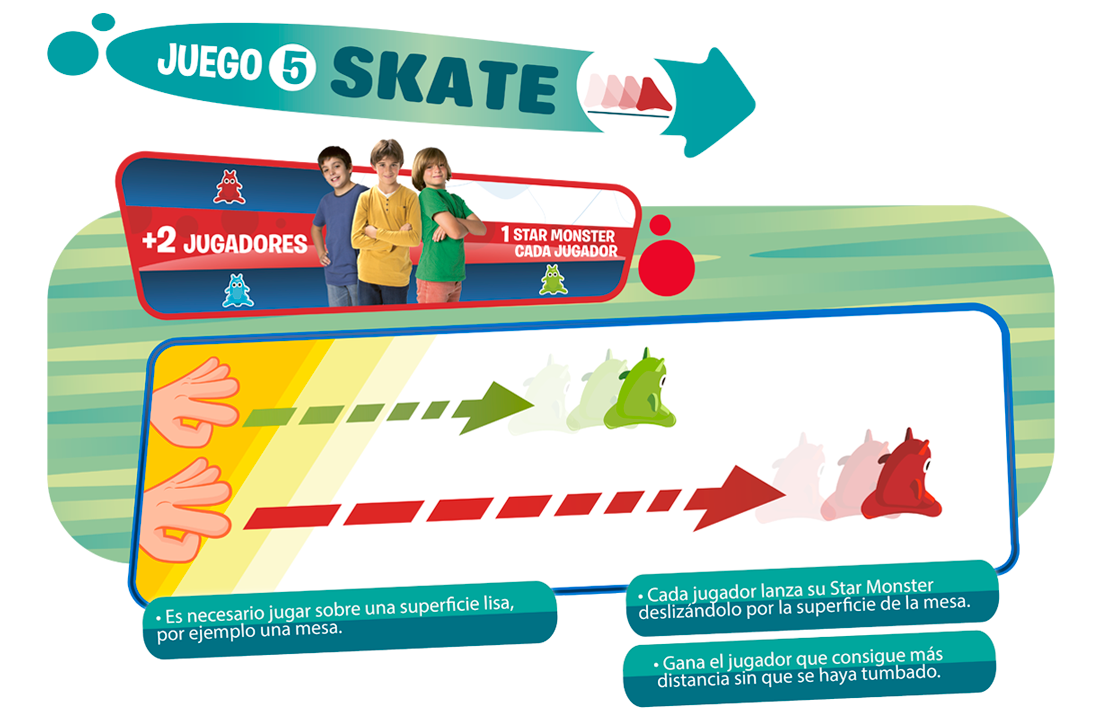 JUEGO 5 SKATE
+2 JUGADORES
1 STAR MONSTER
CADA JUGADOR
• Es necesario jugar sobre una superficie lisa,
por ejemplo una mesa.
• Cada jugador lanza su Star Monster
deslizándolo por la superficie de la mesa.
• Gana el jugador que consigue más
distancia sin que se haya tumbado.